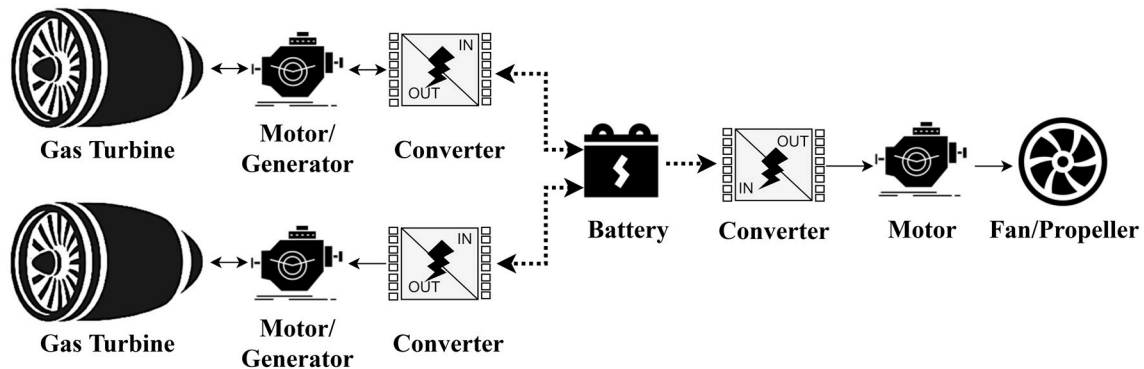 IN
OUT
Gas Turbine
Motor/
Generator
Converter
OUT
IN
Battery
Converter
Motor
Fan/Propeller
IN
OUT
Gas Turbine
Motor/
Generator
Converter